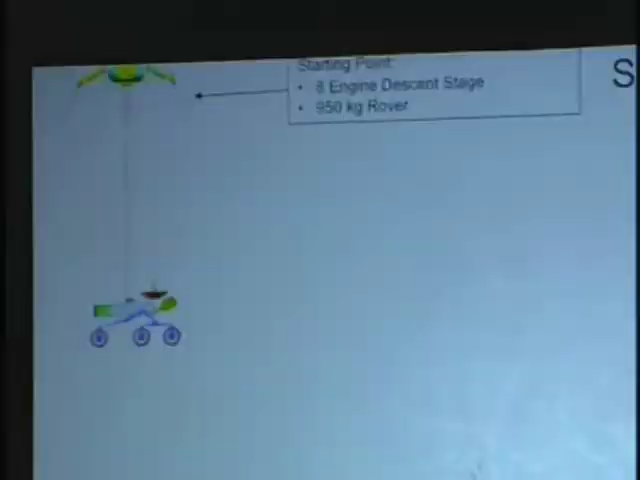 Starting Point:
• 8 Engine Descent Stage
• 950 kg Rover
S